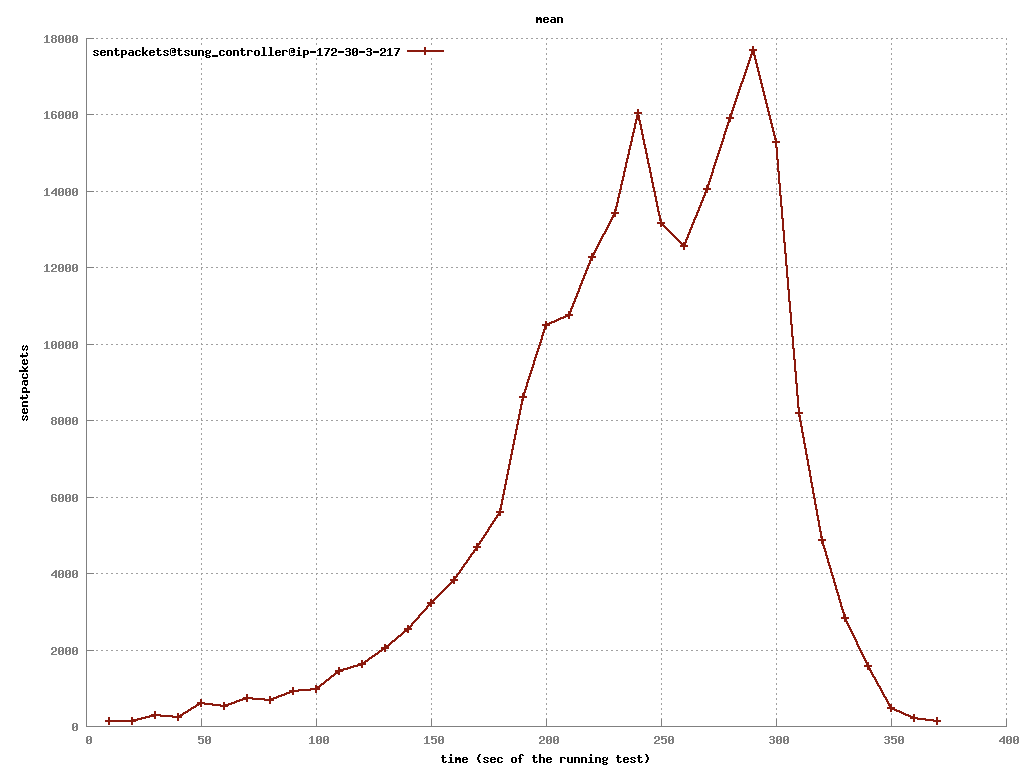 mean
18000
sentpackets@tsung_controller@ip-172-30-3-217
16000
14000
12000
10000
sentpackets
8000
6000
4000
2000
0
0 50 100 150 200 250 300 350 400
time (sec of the running test)